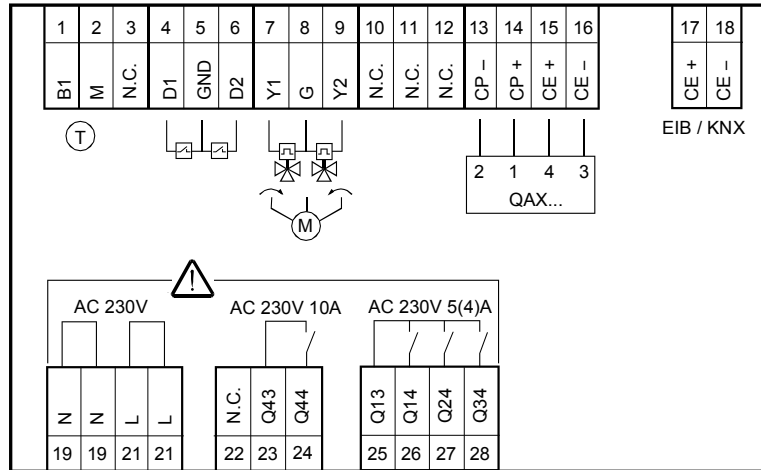 1 2 3 4 5 6 7 8 9 10 11 12 13 14 15 16 17 18
B1 M N.C. D1 GND D2 Y1 G Y2 N.C. N.C. N.C. CP – CP + CE + CE – CE + CE –
T
EIB / KNX
2 1 4 3
QAX...
M
!
AC 230V AC 230V 10A AC 230V 5(4)A
N N L L N.C. Q43 Q44 Q13 Q14 Q24 Q34
19 19 21 21 22 23 24 25 26 27 28